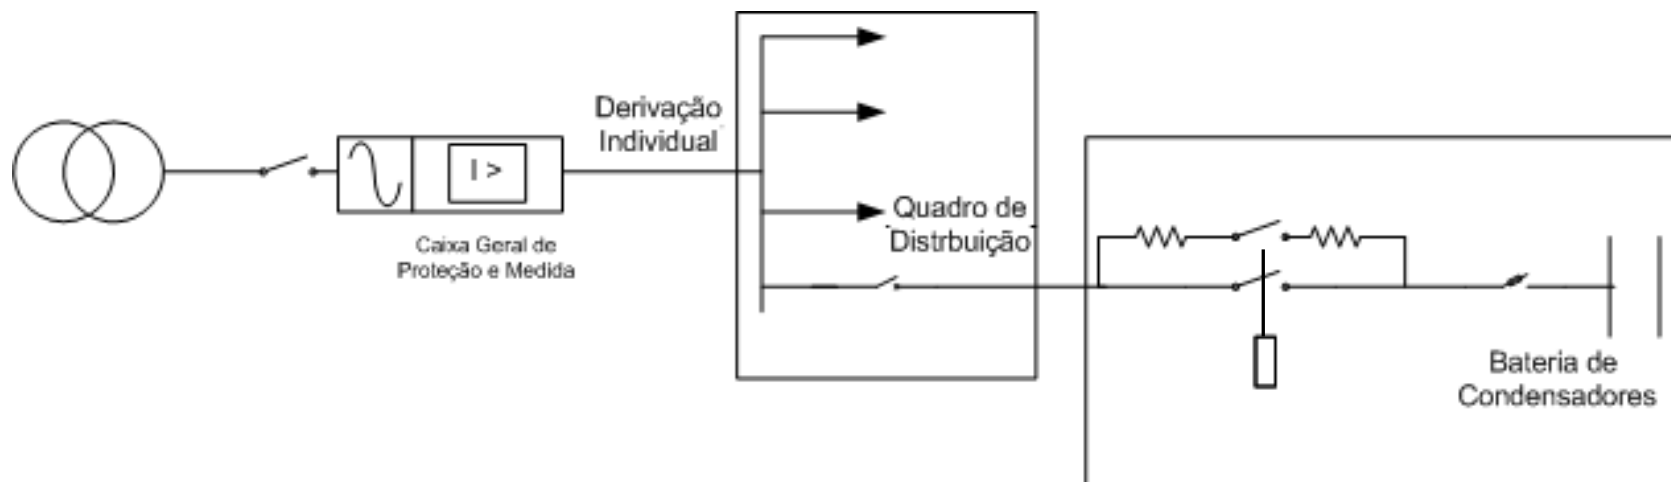 Derivação
Individual
I >
Caixa Geral de
Proteção e Medida
Quadro de
Distrbuição
Bateria de
Condensadores